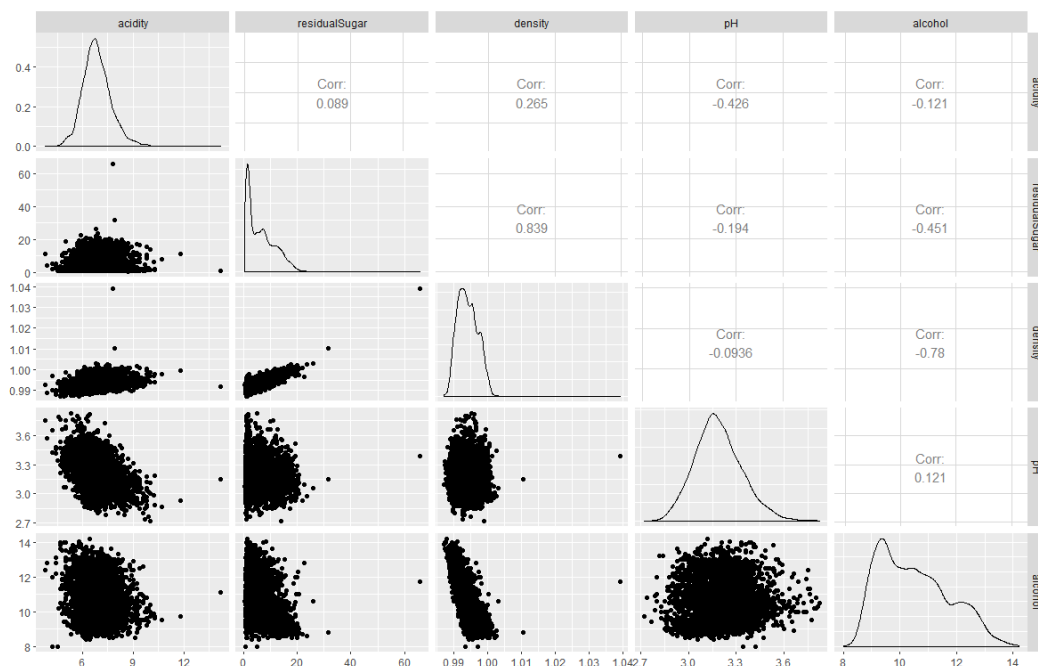 acidity residualSugar density pH alcohol
0.4
0.2
0.0
Corr:
0.089
Corr:
0.265
Corr:
-0.426
Corr:
-0.121
acidity
60
40
20
0
Corr:
0.839
Corr:
-0.194
Corr:
-0.451
residualSugar
1.04
1.03
1.02
1.01
1.00
0.99
Corr:
-0.0936
Corr:
-0.78
density
3.6
3.3
3.0
2.7
Corr:
0.121
pH
14
12
10
8
alcohol
6 9 12 0 20 40 60 0.99 1.00 1.01 1.02 1.03 1.04 2.7 3.0 3.3 3.6 8 10 12 14